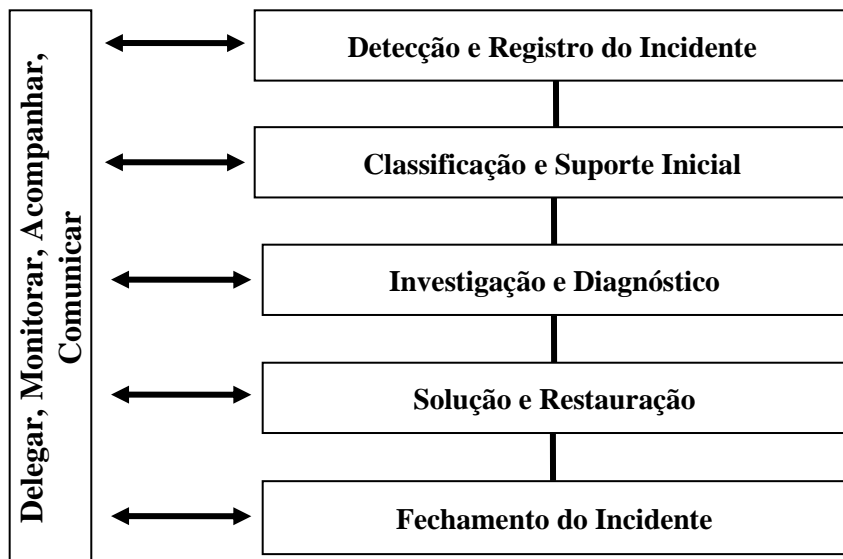 Delegar, Monitorar, Acompanhar,
Comunicar
Detecção e Registro do Incidente
Classificação e Suporte Inicial
Investigação e Diagnóstico
Solução e Restauração
Fechamento do Incidente